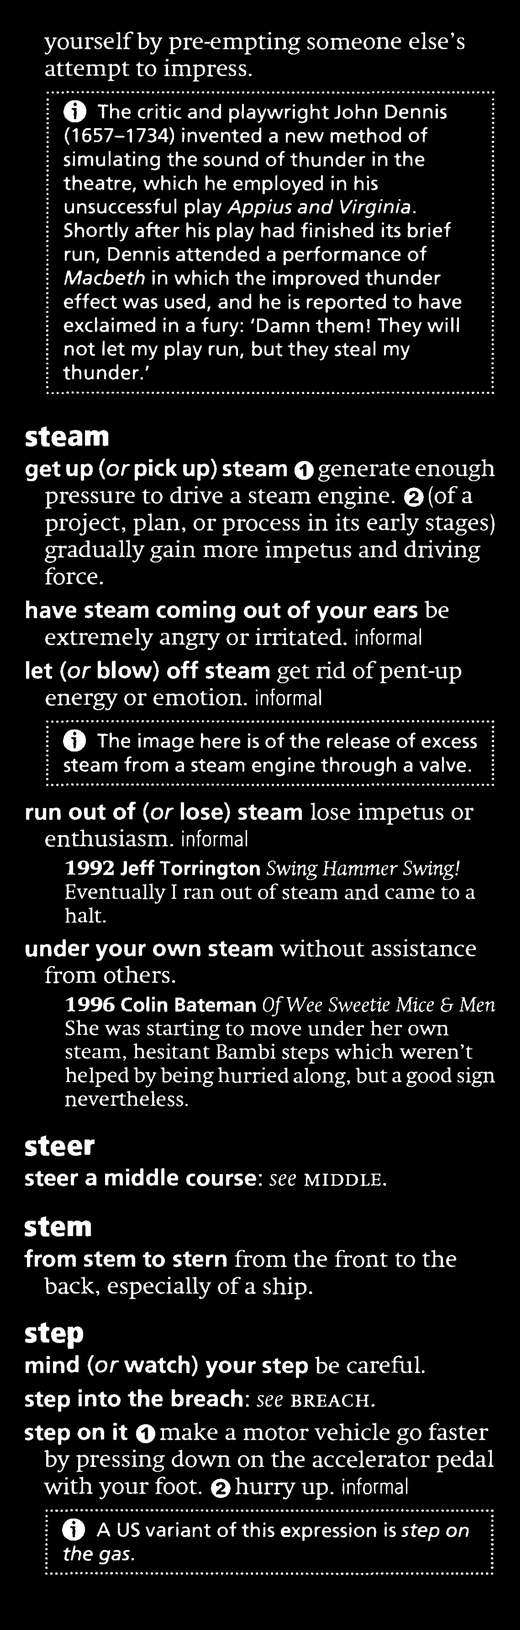 yourself by pre-empting someone else's
attempt to impress.
ⓘ The critic and playwright John Dennis
(1657–1734) invented a new method of
simulating the sound of thunder in the
theatre, which he employed in his
unsuccessful play Appius and Virginia.
Shortly after his play had finished its brief
run, Dennis attended a performance of
Macbeth in which the improved thunder
effect was used, and he is reported to have
exclaimed in a fury: 'Damn them! They will
not let my play run, but they steal my
thunder.'
steam
get up (or pick up) steam ❶ generate enough
pressure to drive a steam engine. ❷ (of a
project, plan, or process in its early stages)
gradually gain more impetus and driving
force.
have steam coming out of your ears be
extremely angry or irritated. informal
let (or blow) off steam get rid of pent-up
energy or emotion. informal
ⓘ The image here is of the release of excess
steam from a steam engine through a valve.
run out of (or lose) steam lose impetus or
enthusiasm. informal
1992 Jeff Torrington Swing Hammer Swing!
Eventually I ran out of steam and came to a
halt.
under your own steam without assistance
from others.
1996 Colin Bateman Of Wee Sweetie Mice & Men
She was starting to move under her own
steam, hesitant Bambi steps which weren't
helped by being hurried along, but a good sign
nevertheless.
steer
steer a middle course: see MIDDLE.
stem
from stem to stern from the front to the
back, especially of a ship.
step
mind (or watch) your step be careful.
step into the breach: see BREACH.
step on it ❶ make a motor vehicle go faster
by pressing down on the accelerator pedal
with your foot. ❷ hurry up. informal
ⓘ A US variant of this expression is step on
the gas.